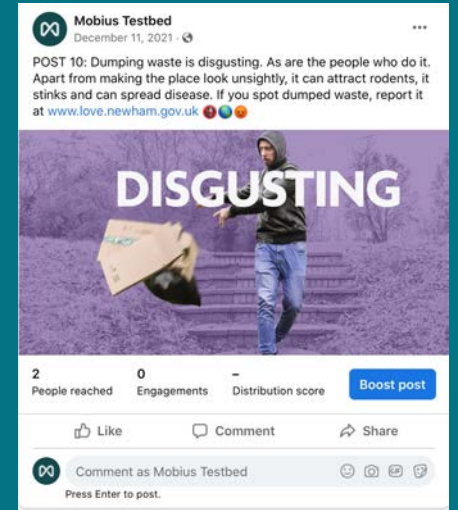 Mobius Testbed
December 11, 2021 ·
POST 10: Dumping waste is disgusting. As are the people who do it.
Apart from making the place look unsightly, it can attract rodents, it
stinks and can spread disease. If you spot dumped waste, report it
at www.love.newham.gov.uk
DISGUSTING
2
People reached
0
Engagements
–
Distribution score
Boost post
Like
Comment
Share
Comment as Mobius Testbed
GIF
Press Enter to post.